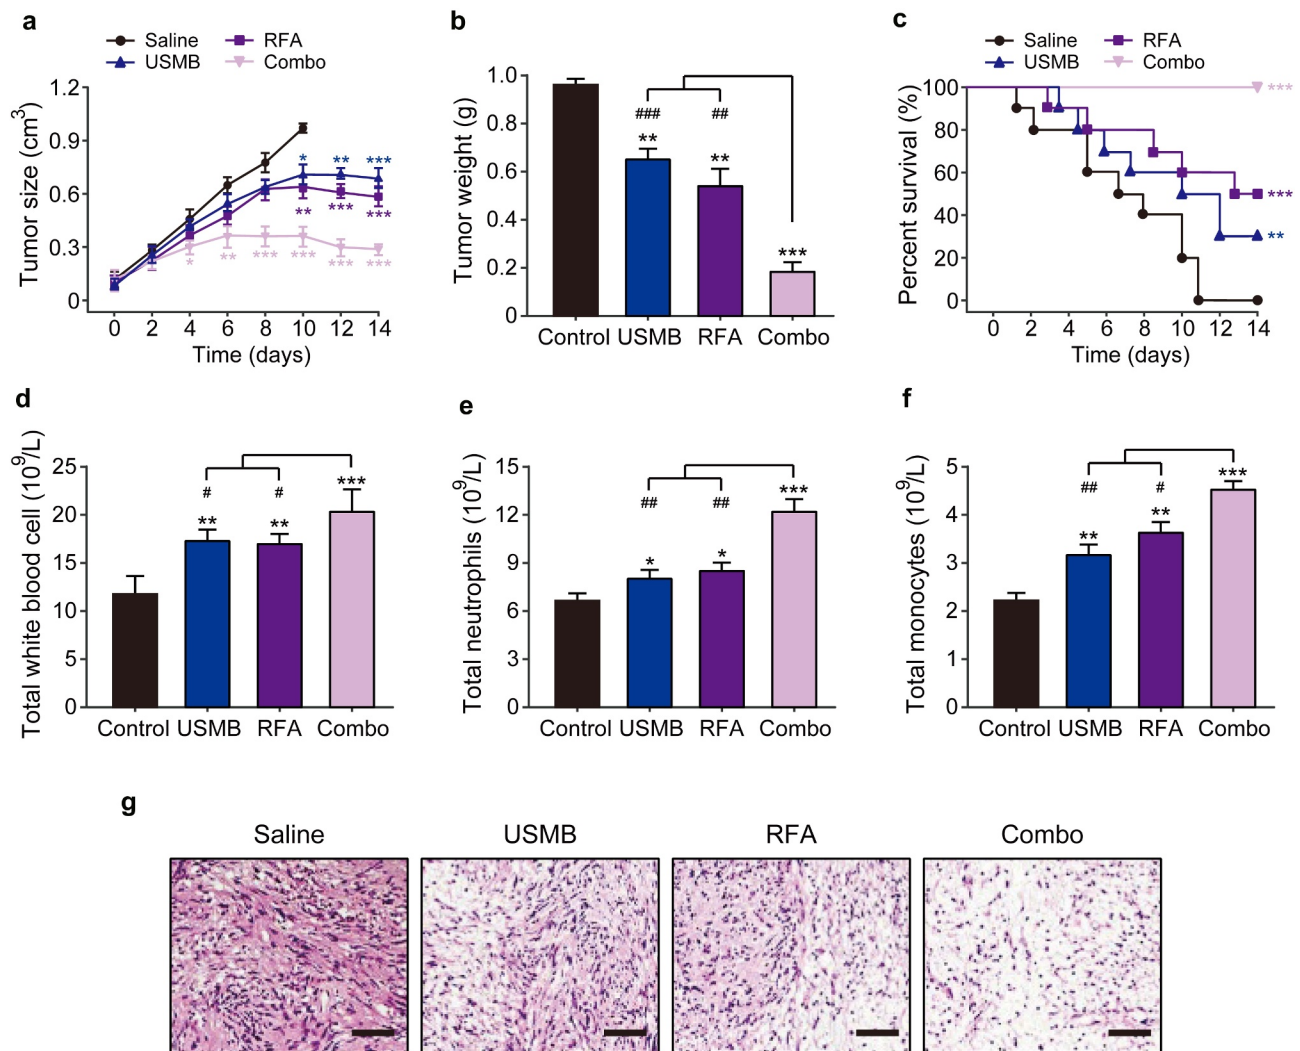 a
Saline
RFA
USMB
Combo
Tumor size (cm3)
1.2
0.9
0.6
0.3
0
* ** ***
** *** ***
* ** *** *** *** ***
0 2 4 6 8 10 12 14
Time (days)
b
Tumor weight (g)
1.0
0.8
0.6
0.4
0.2
0
### ##
** ** ***
Control USMB RFA Combo
c
Saline
RFA
USMB
Combo
Percent survival (%)
100
80
60
40
20
0
***
***
**
0 2 4 6 8 10 12 14
Time (days)
d
Total white blood cell (109/L)
25
20
15
10
5
0
# #
** ** ***
Control USMB RFA Combo
e
Total neutrophils (109/L)
15
12
9
6
3
0
## ##
* * ***
Control USMB RFA Combo
f
Total monocytes (109/L)
5
4
3
2
1
0
## #
** ** ***
Control USMB RFA Combo
g
Saline USMB RFA Combo